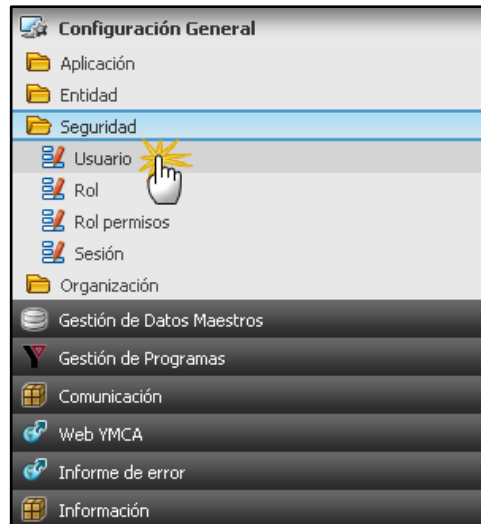 Configuración General
Aplicación
Entidad
Seguridad
Usuario
Rol
Rol permisos
Sesión
Organización
Gestión de Datos Maestros
Gestión de Programas
Comunicación
Web YMCA
Informe de error
Información